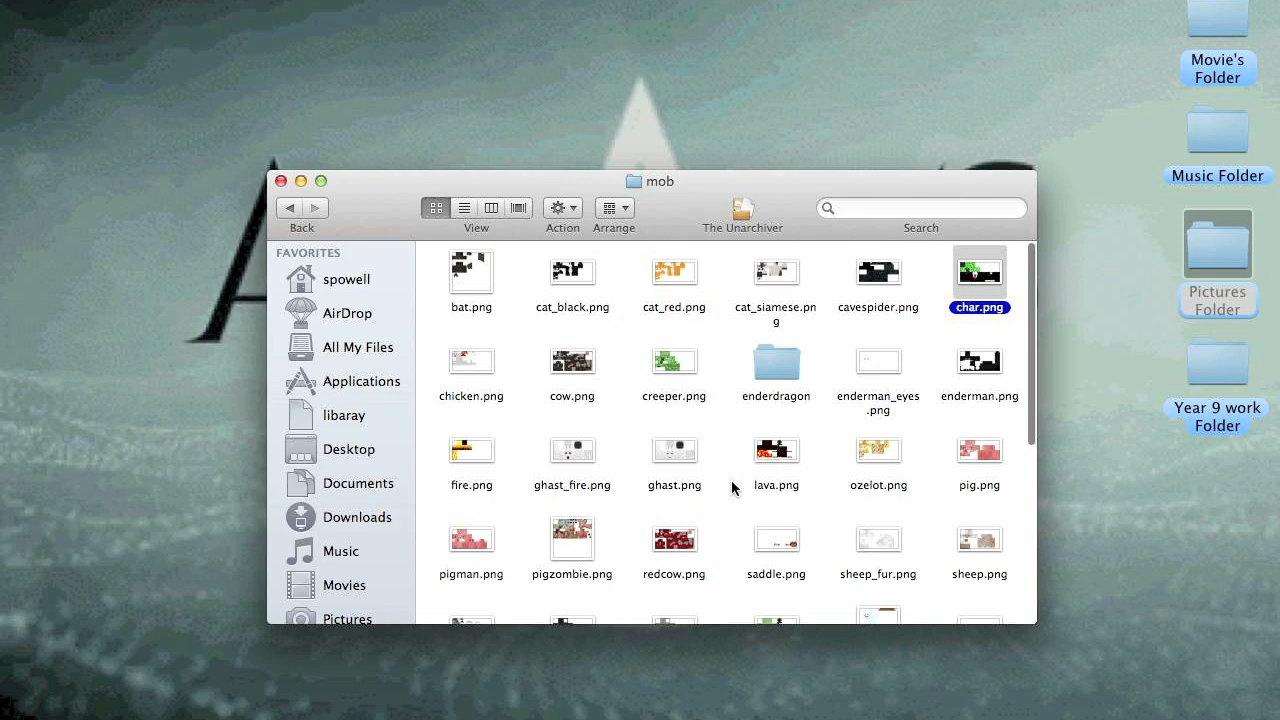 Movie's
Folder
Music Folder
Pictures
Folder
Year 9 work
Folder
mob
Back
View
Action
Arrange
The Unarchiver
Search
FAVORITES
spowell
AirDrop
All My Files
Applications
libaray
Desktop
Documents
Downloads
Music
Movies
Pictures
bat.png
cat_black.png
cat_red.png
cat_siamese.pn
g
cavespider.png
char.png
chicken.png
cow.png
creeper.png
enderdragon
enderman_eyes
.png
enderman.png
fire.png
ghast_fire.png
ghast.png
lava.png
ozelot.png
pig.png
pigman.png
pigzombie.png
redcow.png
saddle.png
sheep_fur.png
sheep.png